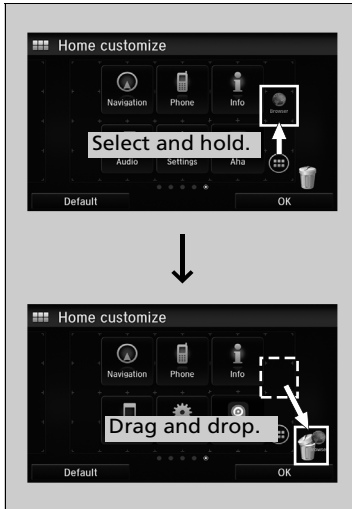 Home customize
Navigation Phone Info Browser
Select and hold.
Audio Settings Aha
Default OK
Home customize
Navigation Phone Info
Drag and drop.
Default OK